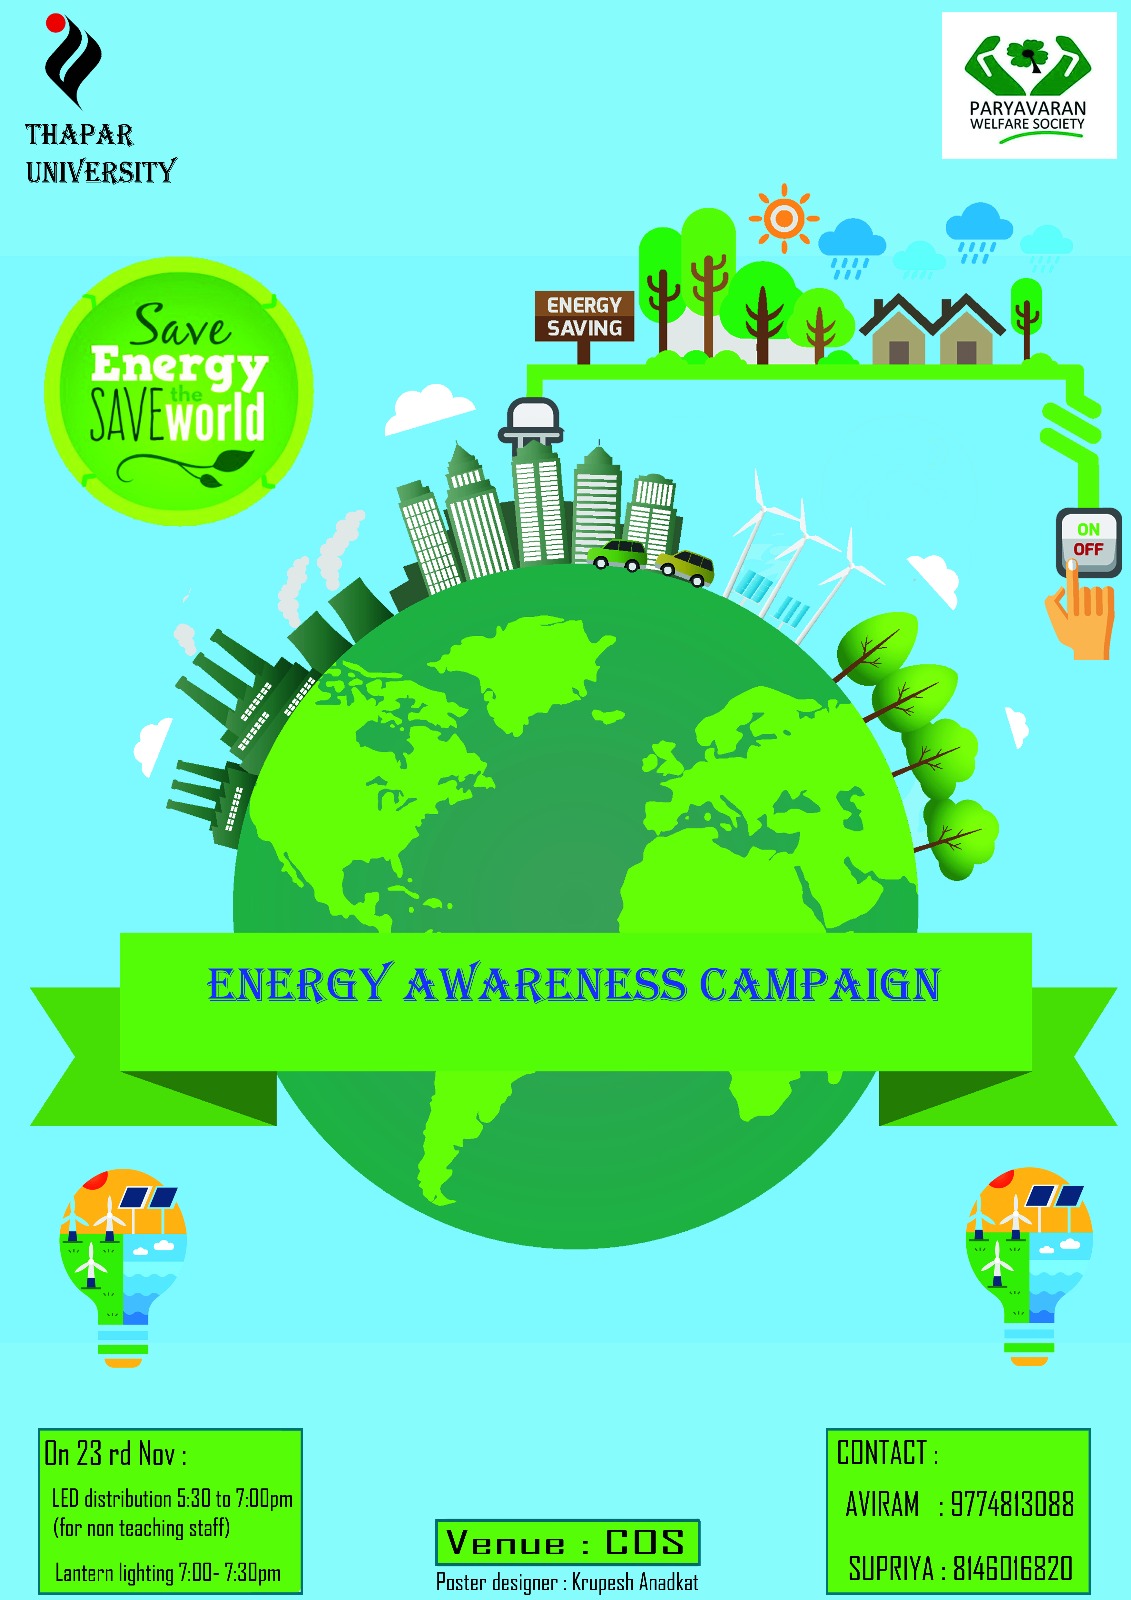 THAPAR
UNIVERSITY
PARYAVARAN
WELFARE SOCIETY
ENERGY
SAVING
Save
Energy
the
SAVE world
ON
OFF
ENERGY AWARENESS CAMPAIGN
On 23 rd Nov :
LED distribution 5:30 to 7:00pm
(for non teaching staff)
Lantern lighting 7:00- 7:30pm
Venue : COS
Poster designer : Krupesh Anadkat
CONTACT :
AVIRAM : 9774813088
SUPRIYA : 8146016820